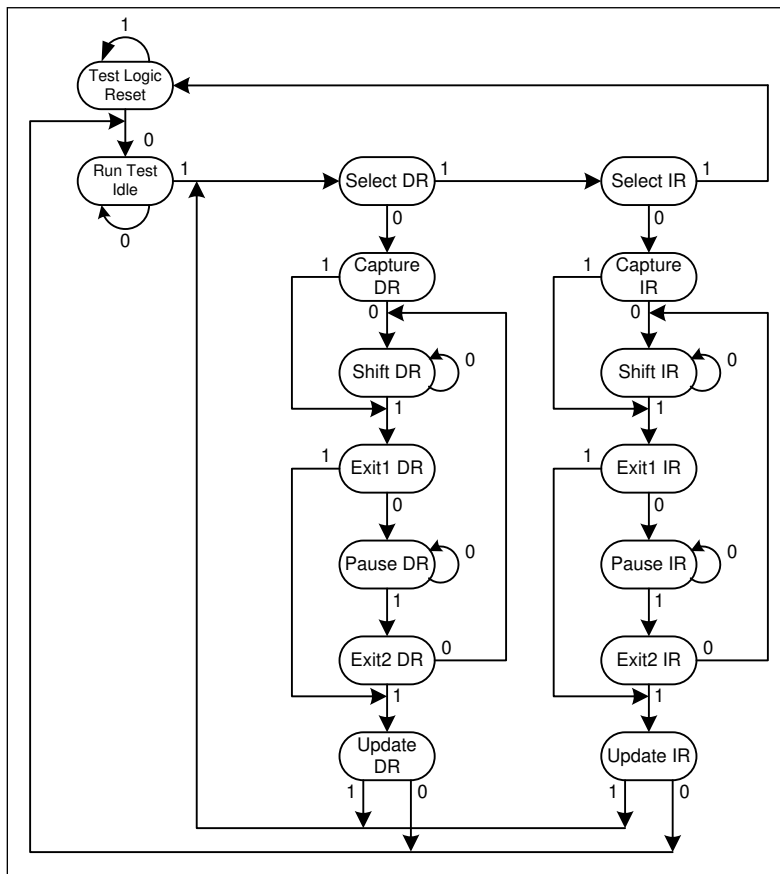 1
Test Logic
Reset
0
Run Test
Idle
1
0
Select DR
1
Select IR
1
0
0
Capture
DR
1
0
Capture
IR
1
0
Shift DR
0
Shift IR
0
1
1
1
Exit1 DR
1
Exit1 IR
0
0
Pause DR
0
Pause IR
0
1
1
Exit2 DR
0
Exit2 IR
0
1
1
Update
DR
Update IR
1
0
1
0